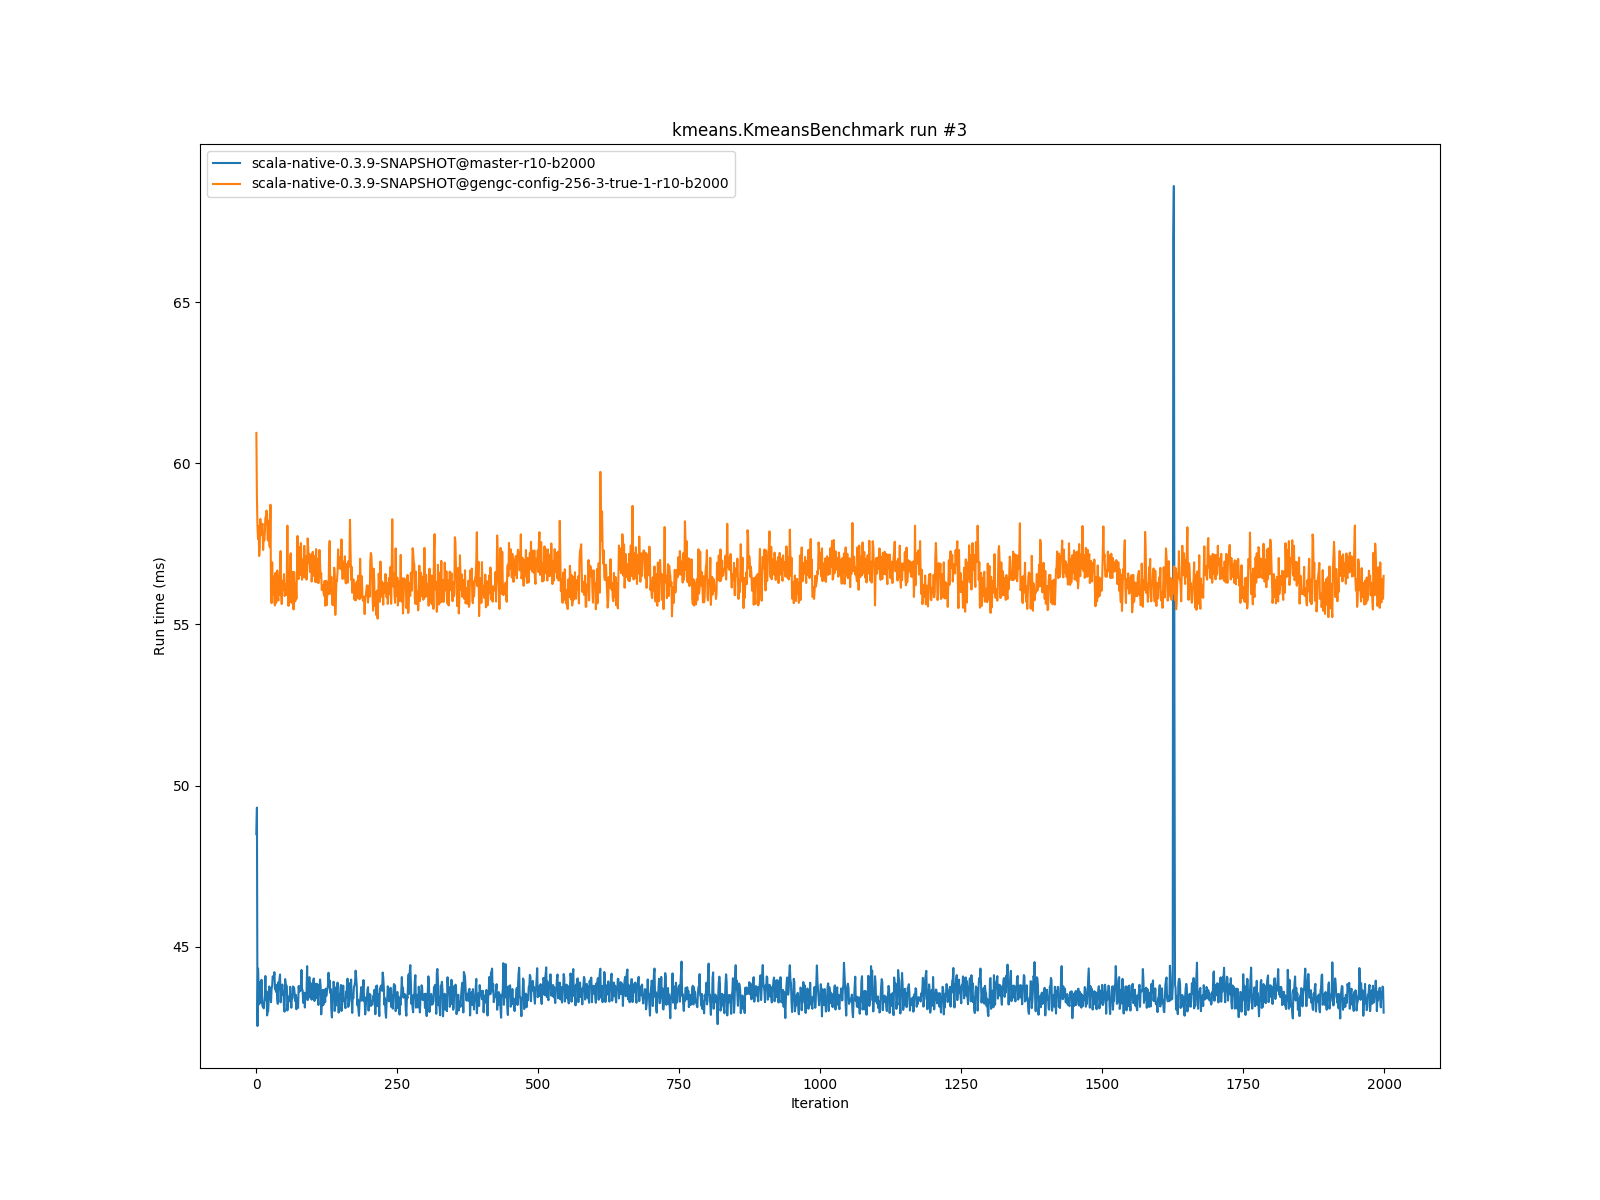 kmeans.KmeansBenchmark run #3
scala-native-0.3.9-SNAPSHOT@master-r10-b2000
scala-native-0.3.9-SNAPSHOT@gengc-config-256-3-true-1-r10-b2000
Run time (ms)
65
60
55
50
45
0 250 500 750 1000 1250 1500 1750 2000
Iteration